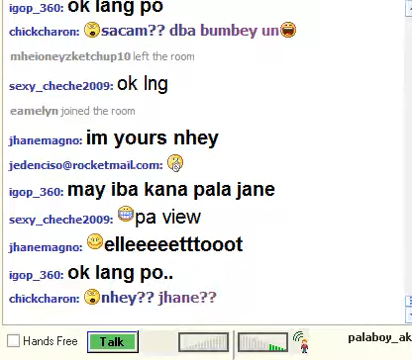 igop_360: ok lang po
chickcharon: sacam?? dba bumbey un
mheioneyzketchup10 left the room
sexy_cheche2009: ok lng
eamelyn joined the room
jhanemagno: im yours nhey
jedenciso@rocketmail.com:
igop_360: may iba kana pala jane
sexy_cheche2009: pa view
jhanemagno: elleeeeetttooot
igop_360: ok lang po..
chickcharon: nhey?? jhane??
Hands Free Talk palaboy_ak